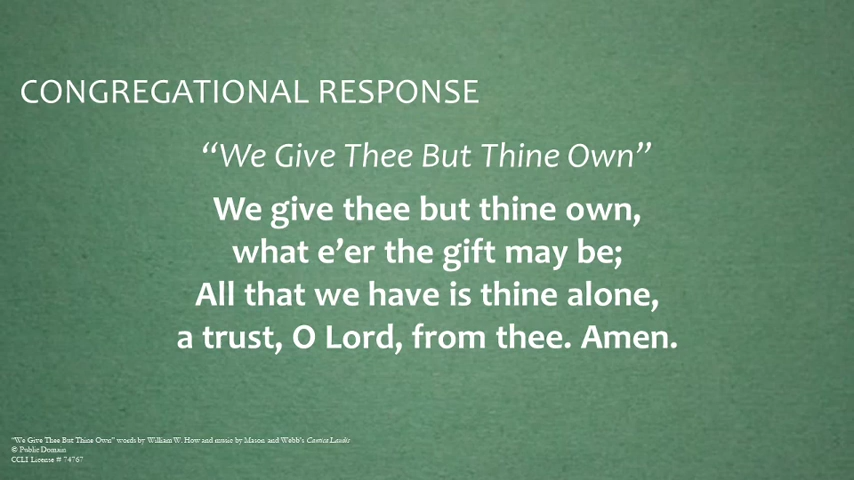 CONGREGATIONAL RESPONSE
“We Give Thee But Thine Own”
We give thee but thine own,
what e’er the gift may be;
All that we have is thine alone,
a trust, O Lord, from thee. Amen.
"We Give Thee But Thine Own" words by William W. How and music by Mason and Webb's Cantica Laudis
© Public Domain
CCLI License # 74767